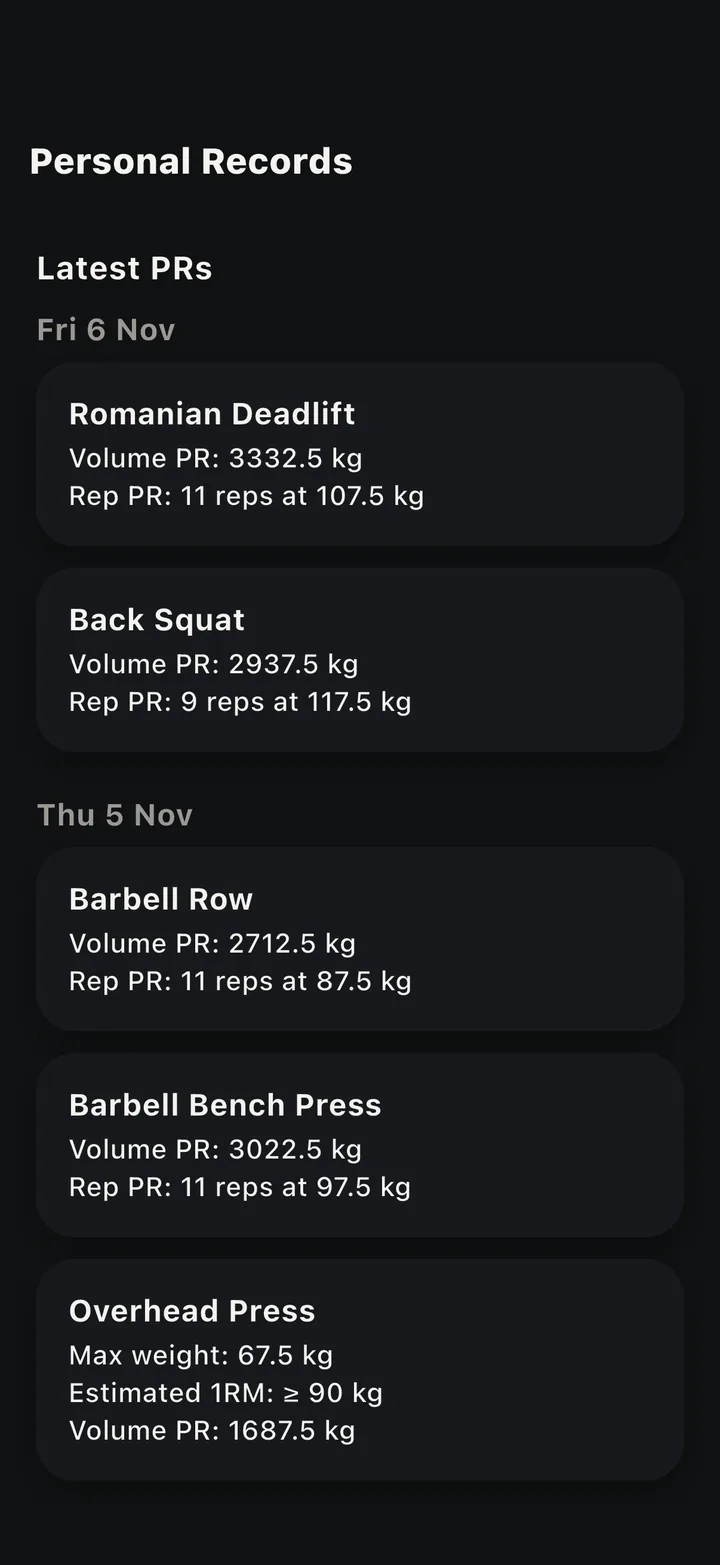 Personal Records
Latest PRs
Fri 6 Nov
Romanian Deadlift
Volume PR: 3332.5 kg
Rep PR: 11 reps at 107.5 kg
Back Squat
Volume PR: 2937.5 kg
Rep PR: 9 reps at 117.5 kg
Thu 5 Nov
Barbell Row
Volume PR: 2712.5 kg
Rep PR: 11 reps at 87.5 kg
Barbell Bench Press
Volume PR: 3022.5 kg
Rep PR: 11 reps at 97.5 kg
Overhead Press
Max weight: 67.5 kg
Estimated 1RM: ≥ 90 kg
Volume PR: 1687.5 kg